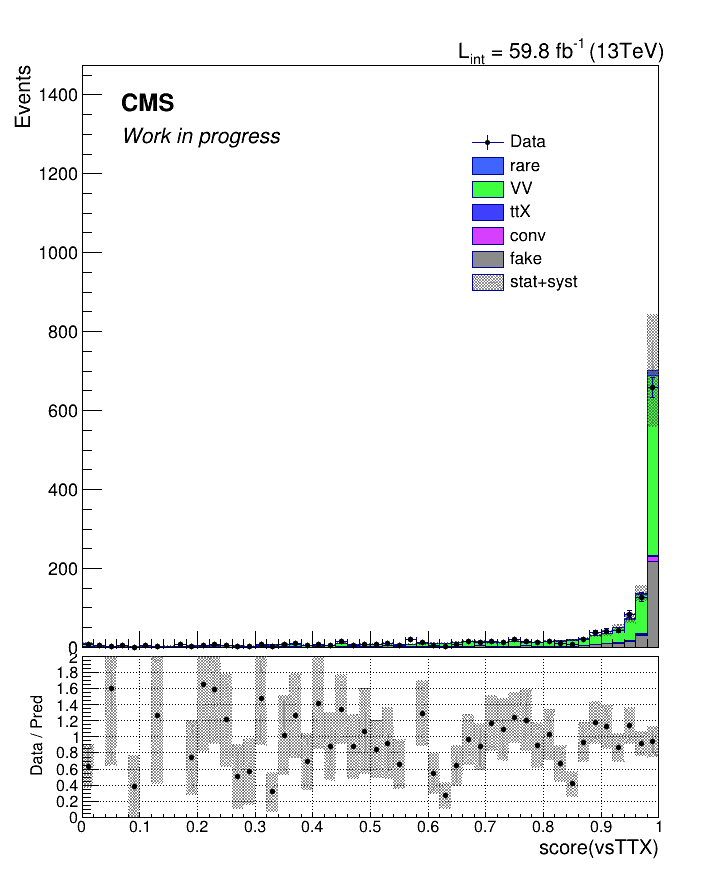 L_int = 59.8 fb^-1 (13TeV)
Events
1400
1200
1000
800
600
400
200
0
CMS
Work in progress
Data
rare
VV
ttX
conv
fake
stat+syst
Data / Pred
2
1.8
1.6
1.4
1.2
1
0.8
0.6
0.4
0.2
0
0 0.1 0.2 0.3 0.4 0.5 0.6 0.7 0.8 0.9 1
score(vsTTX)